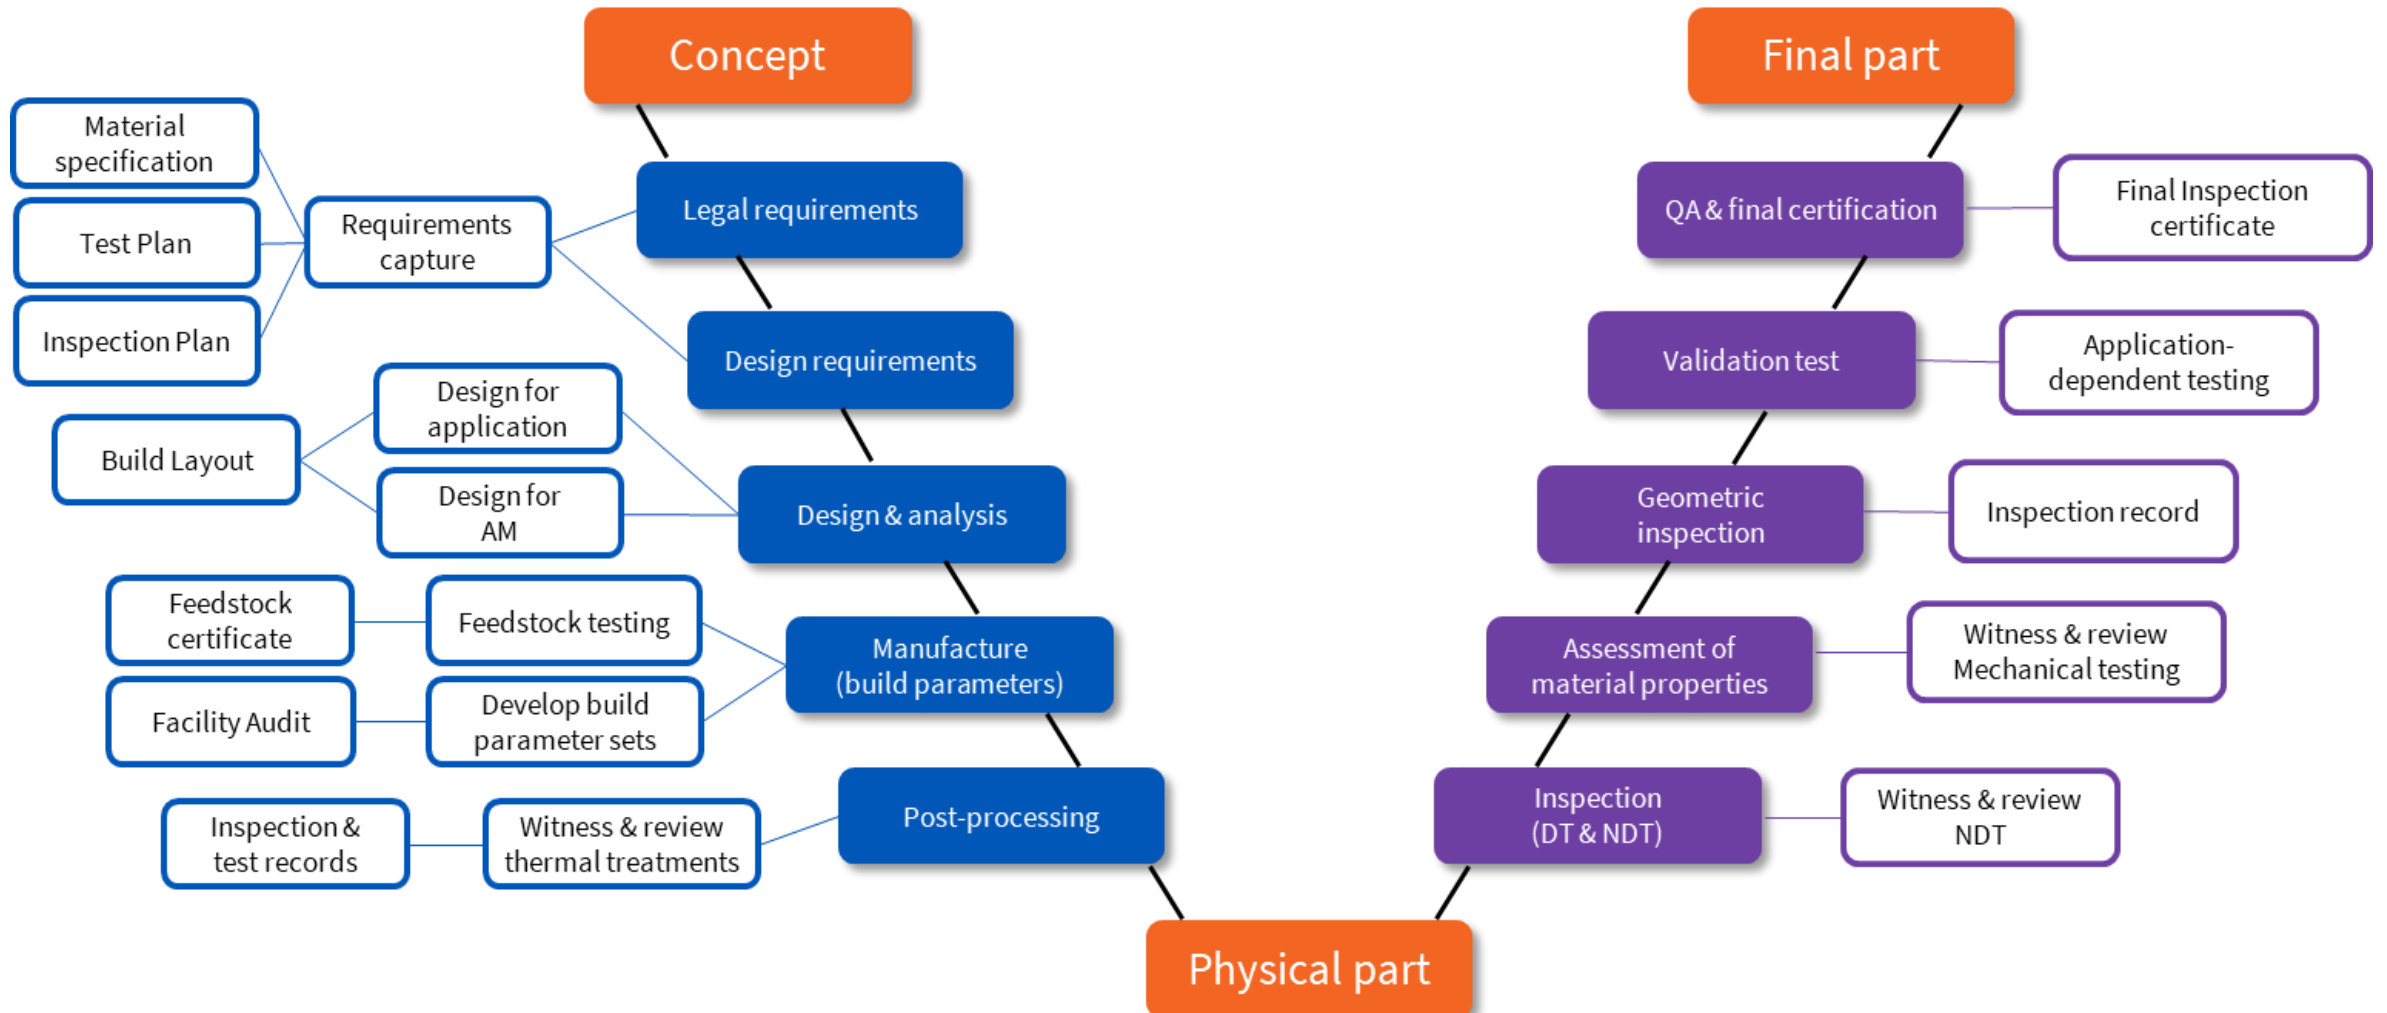 Concept
Final part
Material
specification
Test Plan
Inspection Plan
Requirements
capture
Legal requirements
Design requirements
Design for
application
Design for
AM
Build Layout
Design & analysis
Feedstock
certificate
Feedstock testing
Facility Audit
Develop build
parameter sets
Manufacture
(build parameters)
Inspection &
test records
Witness & review
thermal treatments
Post-processing
Physical part
QA & final certification
Final Inspection
certificate
Validation test
Application-
dependent testing
Geometric
inspection
Inspection record
Assessment of
material properties
Witness & review
Mechanical testing
Inspection
(DT & NDT)
Witness & review
NDT